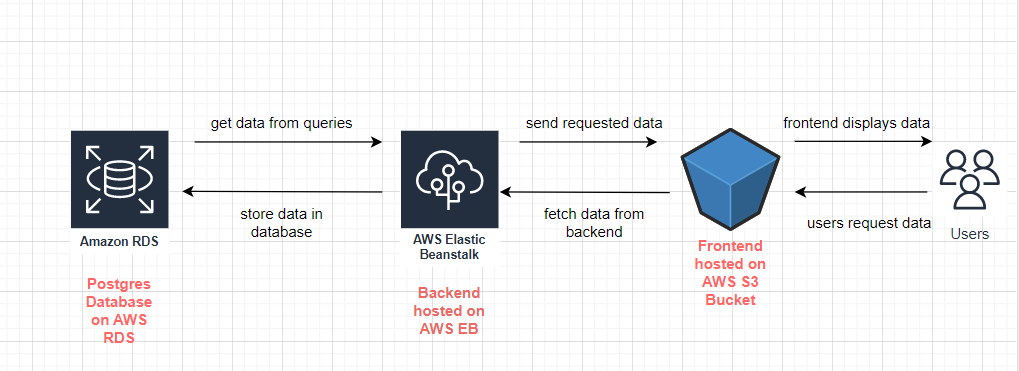 get data from queries
send requested data
frontend displays data
store data in
database
fetch data from
backend
users request data
Amazon RDS
AWS Elastic
Beanstalk
Users
Postgres
Database
on AWS
RDS
Backend
hosted on
AWS EB
Frontend
hosted on
AWS S3
Bucket